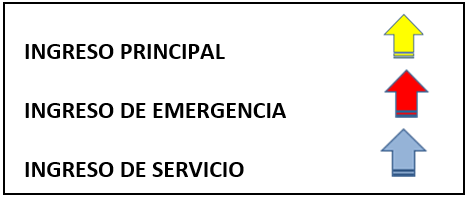 INGRESO PRINCIPAL
INGRESO DE EMERGENCIA
INGRESO DE SERVICIO